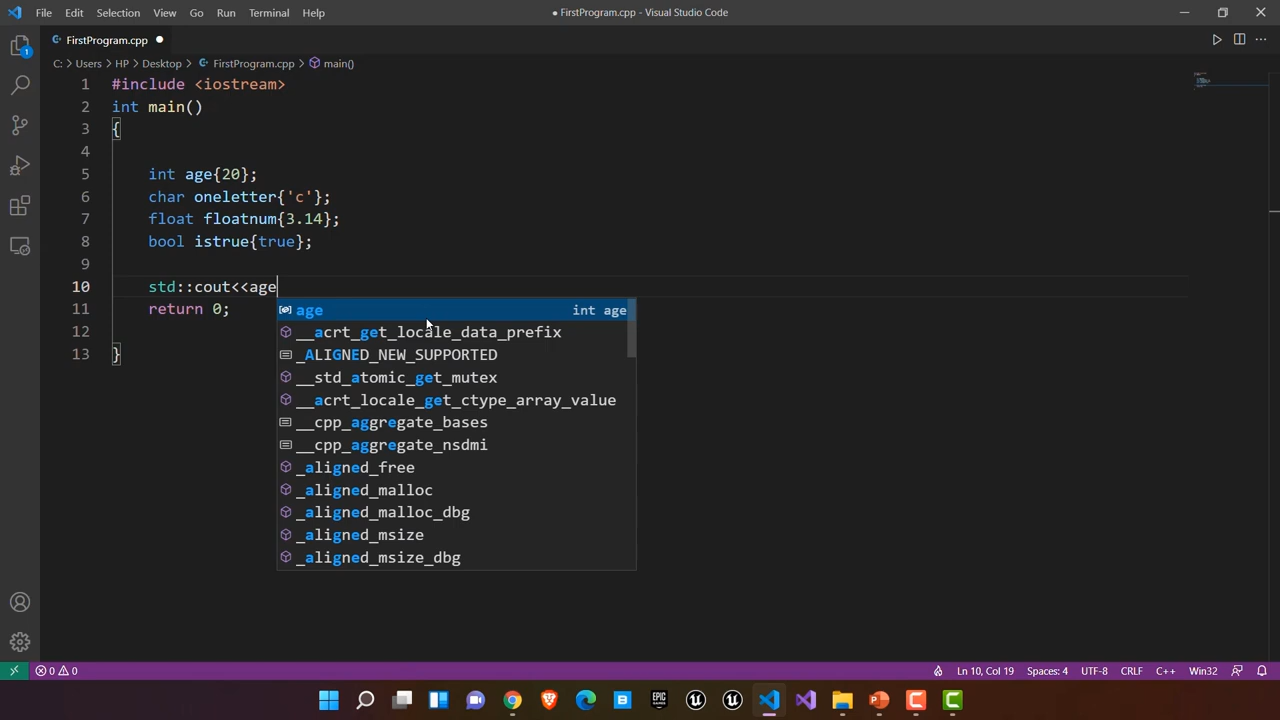 File Edit Selection View Go Run Terminal Help
● FirstProgram.cpp - Visual Studio Code
FirstProgram.cpp ●
C: > Users > HP > Desktop > FirstProgram.cpp > main()
1 #include <iostream>
2 int main()
3 {
4
5 int age{20};
6 char oneletter{'c'};
7 float floatnum{3.14};
8 bool istrue{true};
9
10 std::cout<<age
11 return 0;
12
13 }
age int age
__acrt_get_locale_data_prefix
_ALIGNED_NEW_SUPPORTED
__std_atomic_get_mutex
__acrt_locale_get_ctype_array_value
__cpp_aggregate_bases
__cpp_aggregate_nsdmi
_aligned_free
_aligned_malloc
_aligned_malloc_dbg
_aligned_msize
_aligned_msize_dbg
1
0 0 Ln 10, Col 19 Spaces: 4 UTF-8 CRLF C++ Win32